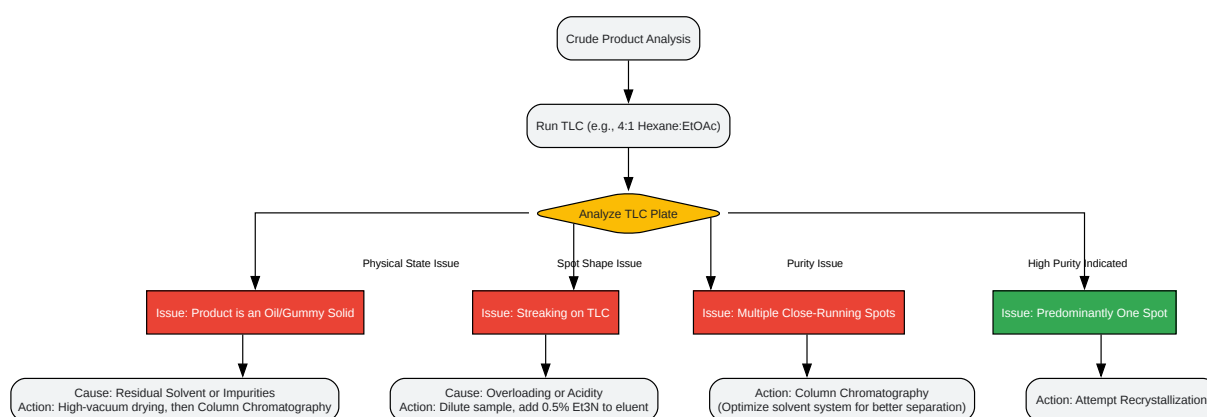 Crude Product Analysis
Run TLC (e.g., 4:1 Hexane:EtOAc)
Analyze TLC Plate
Physical State Issue
Spot Shape Issue
Purity Issue
High Purity Indicated
Issue: Product is an Oil/Gummy Solid
Issue: Streaking on TLC
Issue: Multiple Close-Running Spots
Issue: Predominantly One Spot
Cause: Residual Solvent or Impurities
Action: High-vacuum drying, then Column Chromatography
Cause: Overloading or Acidity
Action: Dilute sample, add 0.5% Et3N to eluent
Action: Column Chromatography
(Optimize solvent system for better separation)
Action: Attempt Recrystallization